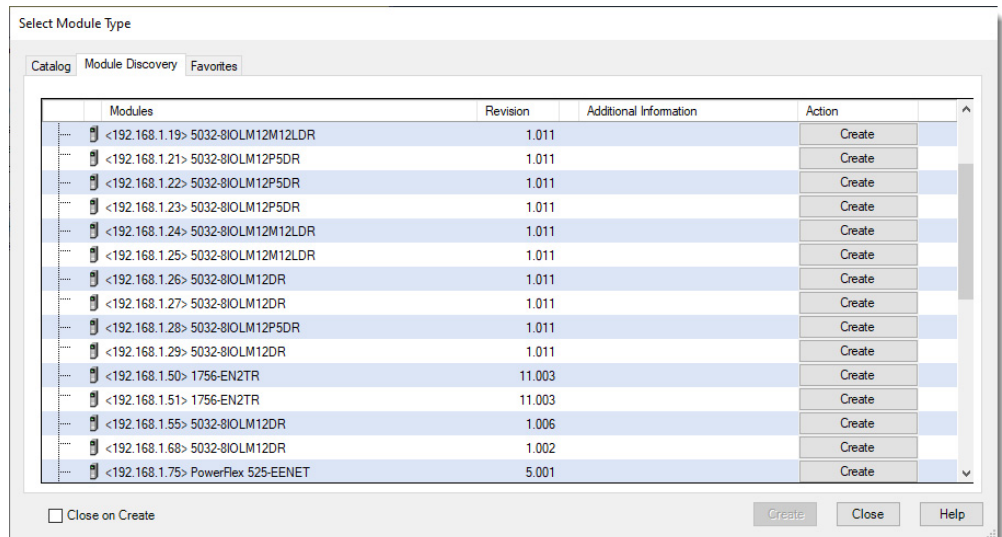 Select Module Type
Catalog Module Discovery Favorites
Modules Revision Additional Information Action
<192.168.1.19> 5032-8IOLM12M12LDR 1.011 Create
<192.168.1.21> 5032-8IOLM12P5DR 1.011 Create
<192.168.1.22> 5032-8IOLM12P5DR 1.011 Create
<192.168.1.23> 5032-8IOLM12P5DR 1.011 Create
<192.168.1.24> 5032-8IOLM12M12LDR 1.011 Create
<192.168.1.25> 5032-8IOLM12M12LDR 1.011 Create
<192.168.1.26> 5032-8IOLM12DR 1.011 Create
<192.168.1.27> 5032-8IOLM12DR 1.011 Create
<192.168.1.28> 5032-8IOLM12P5DR 1.011 Create
<192.168.1.29> 5032-8IOLM12DR 1.011 Create
<192.168.1.50> 1756-EN2TR 11.003 Create
<192.168.1.51> 1756-EN2TR 11.003 Create
<192.168.1.55> 5032-8IOLM12DR 1.006 Create
<192.168.1.68> 5032-8IOLM12DR 1.002 Create
<192.168.1.75> PowerFlex 525-EENET 5.001 Create
Close on Create Create Close Help